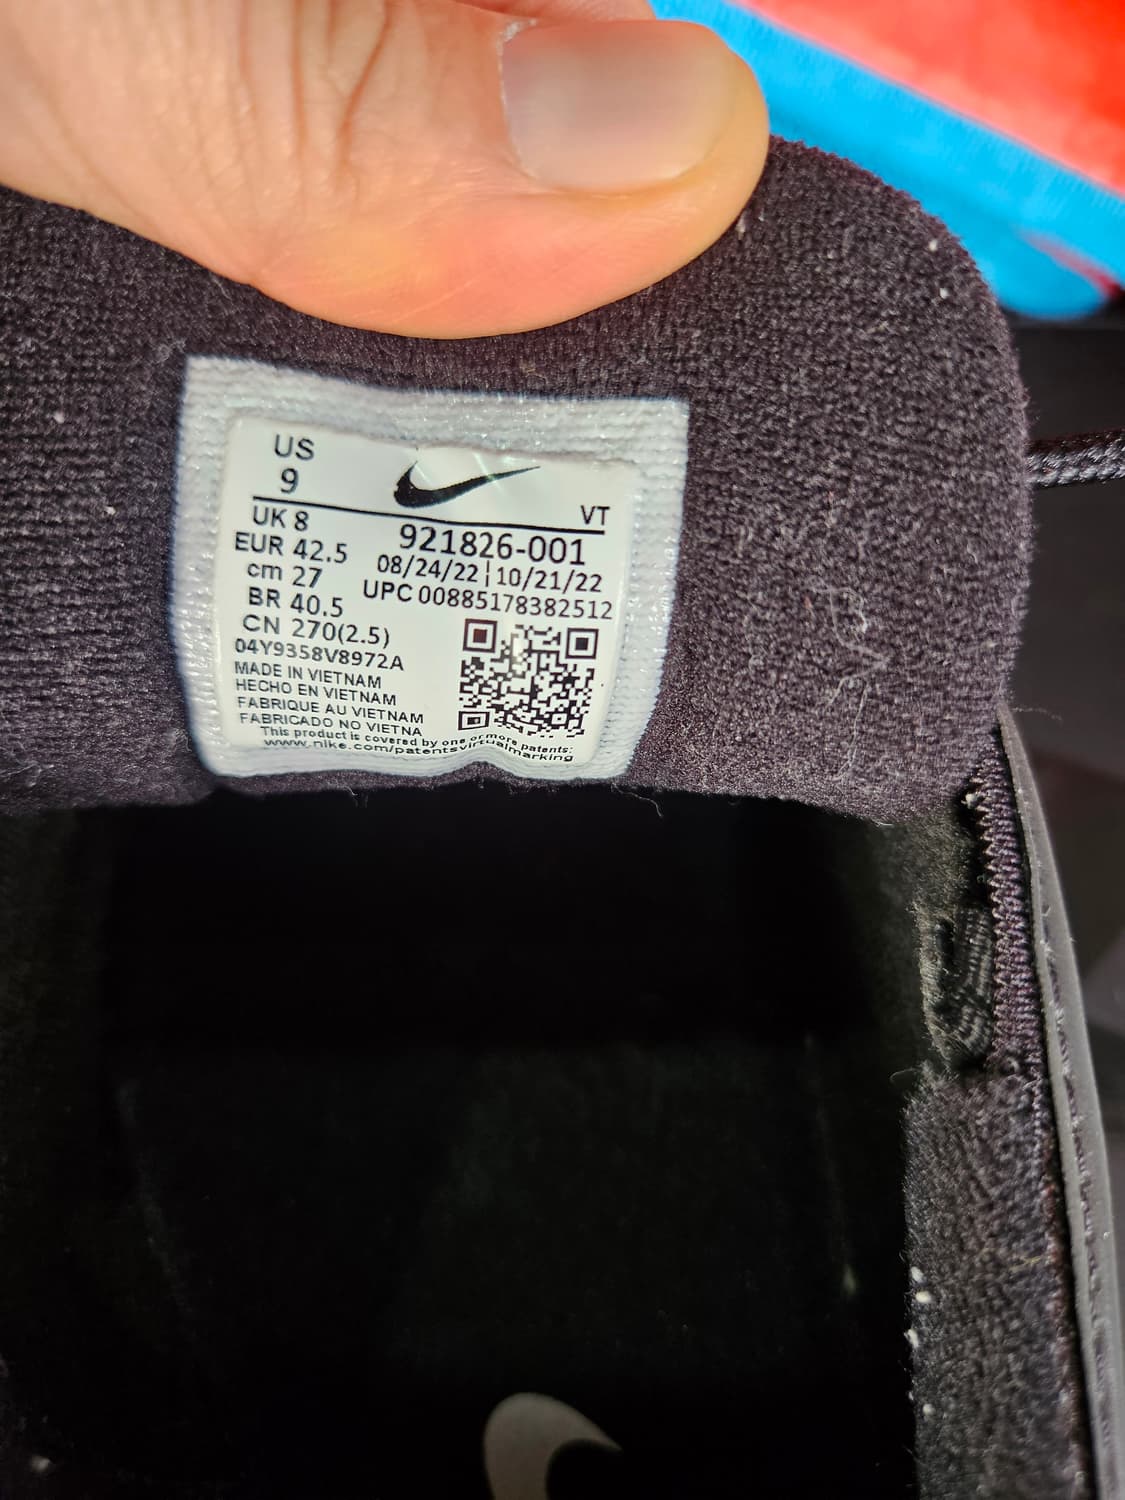 US
9
VT
UK 8
EUR 42.5
cm 27
BR 40.5
CN 270(2.5)
921826-001
08/24/22|10/21/22
UPC 00885178382512
04Y9358V8972A
MADE IN VIETNAM
HECHO EN VIETNAM
FABRIQUE AU VIETNAM
FABRICADO NO VIETNA
This product is covered by one or more patents:
www.nike.com/patentsvirtualmarking